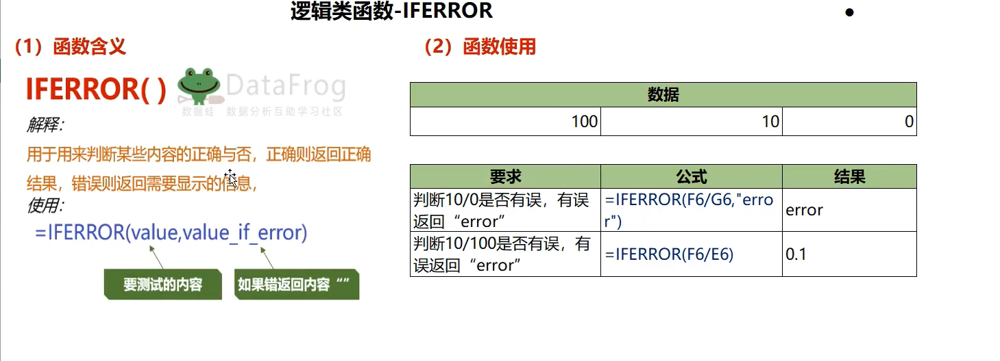 逻辑类函数-IFERROR
（1）函数含义
IFERROR( )
DataFrog
数据蛙 数据分析互助学习社区
解释：
用于用来判断某些内容的正确与否，正确则返回正确
结果，错误则返回需要显示的信息，
使用：
=IFERROR(value,value_if_error)
要测试的内容
如果错返回内容“”
（2）函数使用
数据
100 10 0
要求 公式 结果
判断10/0是否有误，有误
返回“error”
=IFERROR(F6/G6,"erro
r")
error
判断10/100是否有误，有
误返回“error”
=IFERROR(F6/E6)
0.1